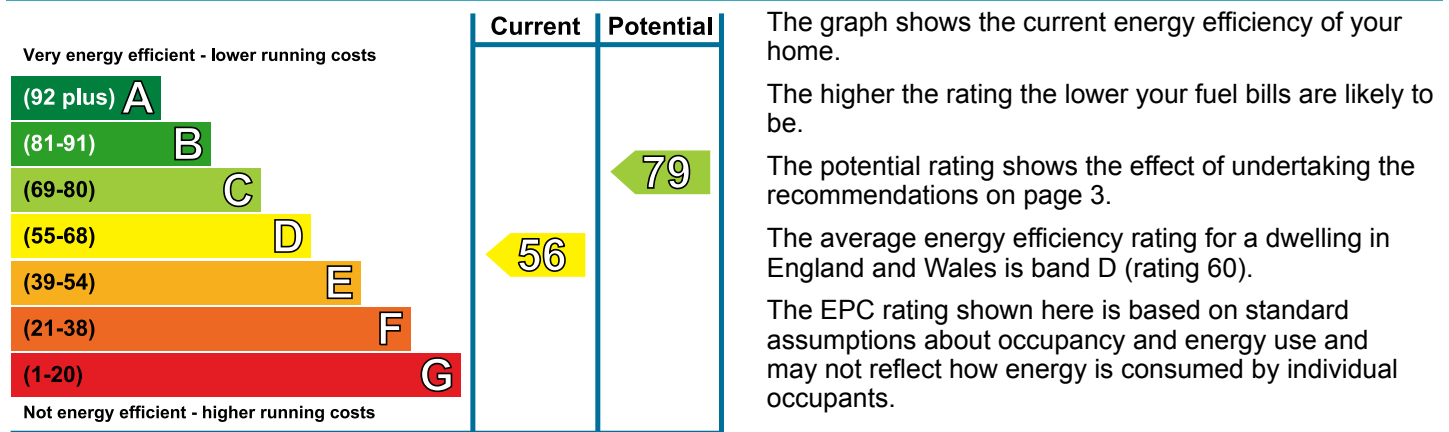 Current Potential
Very energy efficient - lower running costs
(92 plus) A
(81-91) B
(69-80) C
(55-68) D
(39-54) E
(21-38) F
(1-20) G
Not energy efficient - higher running costs
56
79
The graph shows the current energy efficiency of your
home.
The higher the rating the lower your fuel bills are likely to
be.
The potential rating shows the effect of undertaking the
recommendations on page 3.
The average energy efficiency rating for a dwelling in
England and Wales is band D (rating 60).
The EPC rating shown here is based on standard
assumptions about occupancy and energy use and
may not reflect how energy is consumed by individual
occupants.